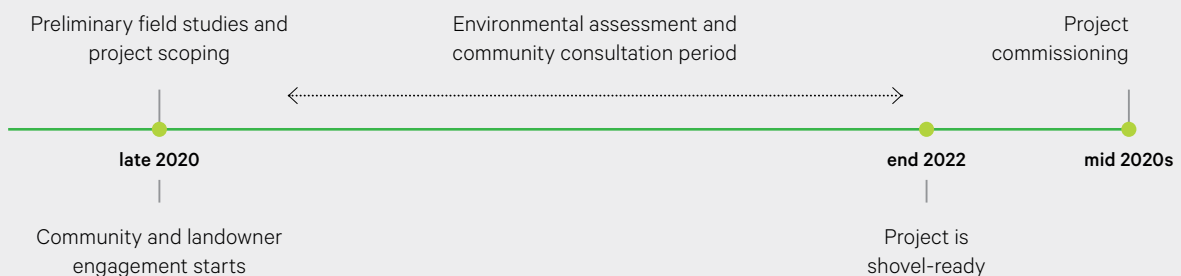 Preliminary field studies and
project scoping
Environmental assessment and
community consultation period
Project
commissioning
late 2020
end 2022
mid 2020s
Community and landowner
engagement starts
Project is
shovel-ready